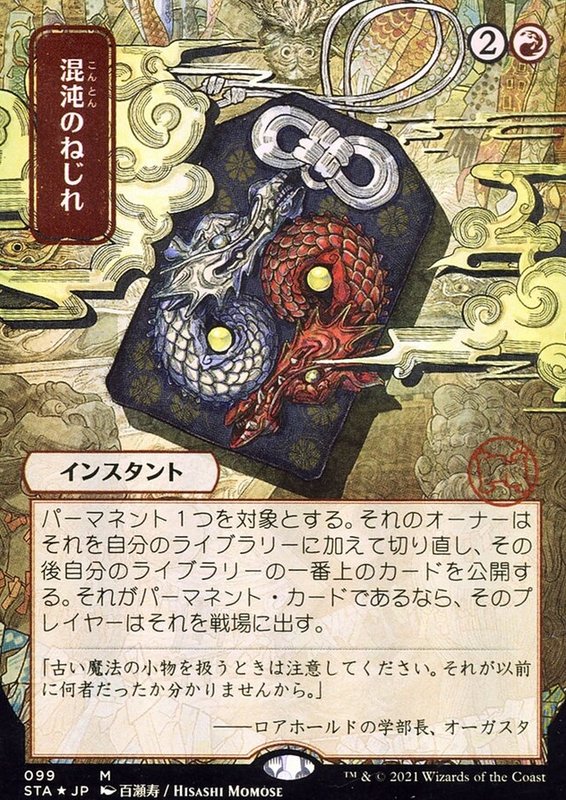 混沌のねじれ
こんとん
2
インスタント
パーマネント１つを対象とする。それのオーナーは
それを自分のライブラリーに加えて切り直し、その
後自分のライブラリーの一番上のカードを公開す
る。それがパーマネント・カードであるなら、そのプ
レイヤーはそれを戦場に出す。
「古い魔法の小物を扱うときは注意してください。それが以前
に何者だったか分かりませんから。」
――ロアホールドの学部長、オーガスタ
099 M
STA★JP 百瀬寿 / HISASHI MOMOSE
™ & © 2021 Wizards of the Coast